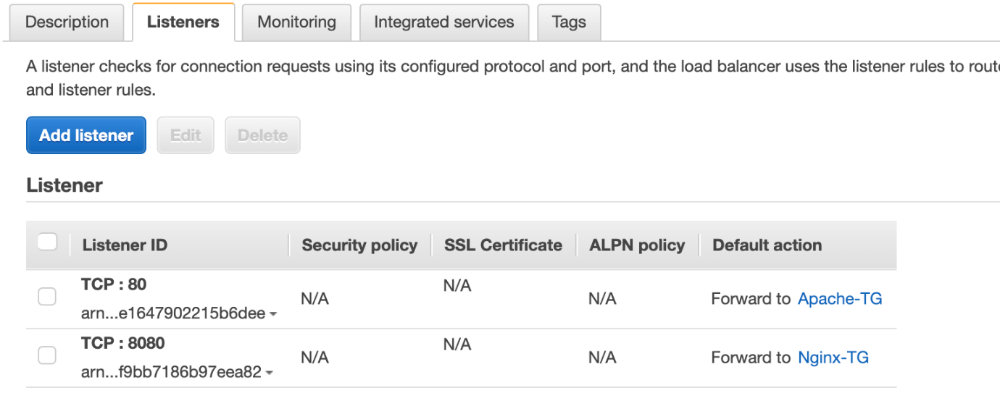 Description Listeners Monitoring Integrated services Tags
A listener checks for connection requests using its configured protocol and port, and the load balancer uses the listener rules to
and listener rules.
Add listener Edit Delete
Listener
Listener ID Security policy SSL Certificate ALPN policy Default action
TCP : 80
arn...e1647902215b6dee N/A N/A N/A Forward to Apache-TG
TCP : 8080
arn...f9bb7186b97eea82 N/A N/A N/A Forward to Nginx-TG